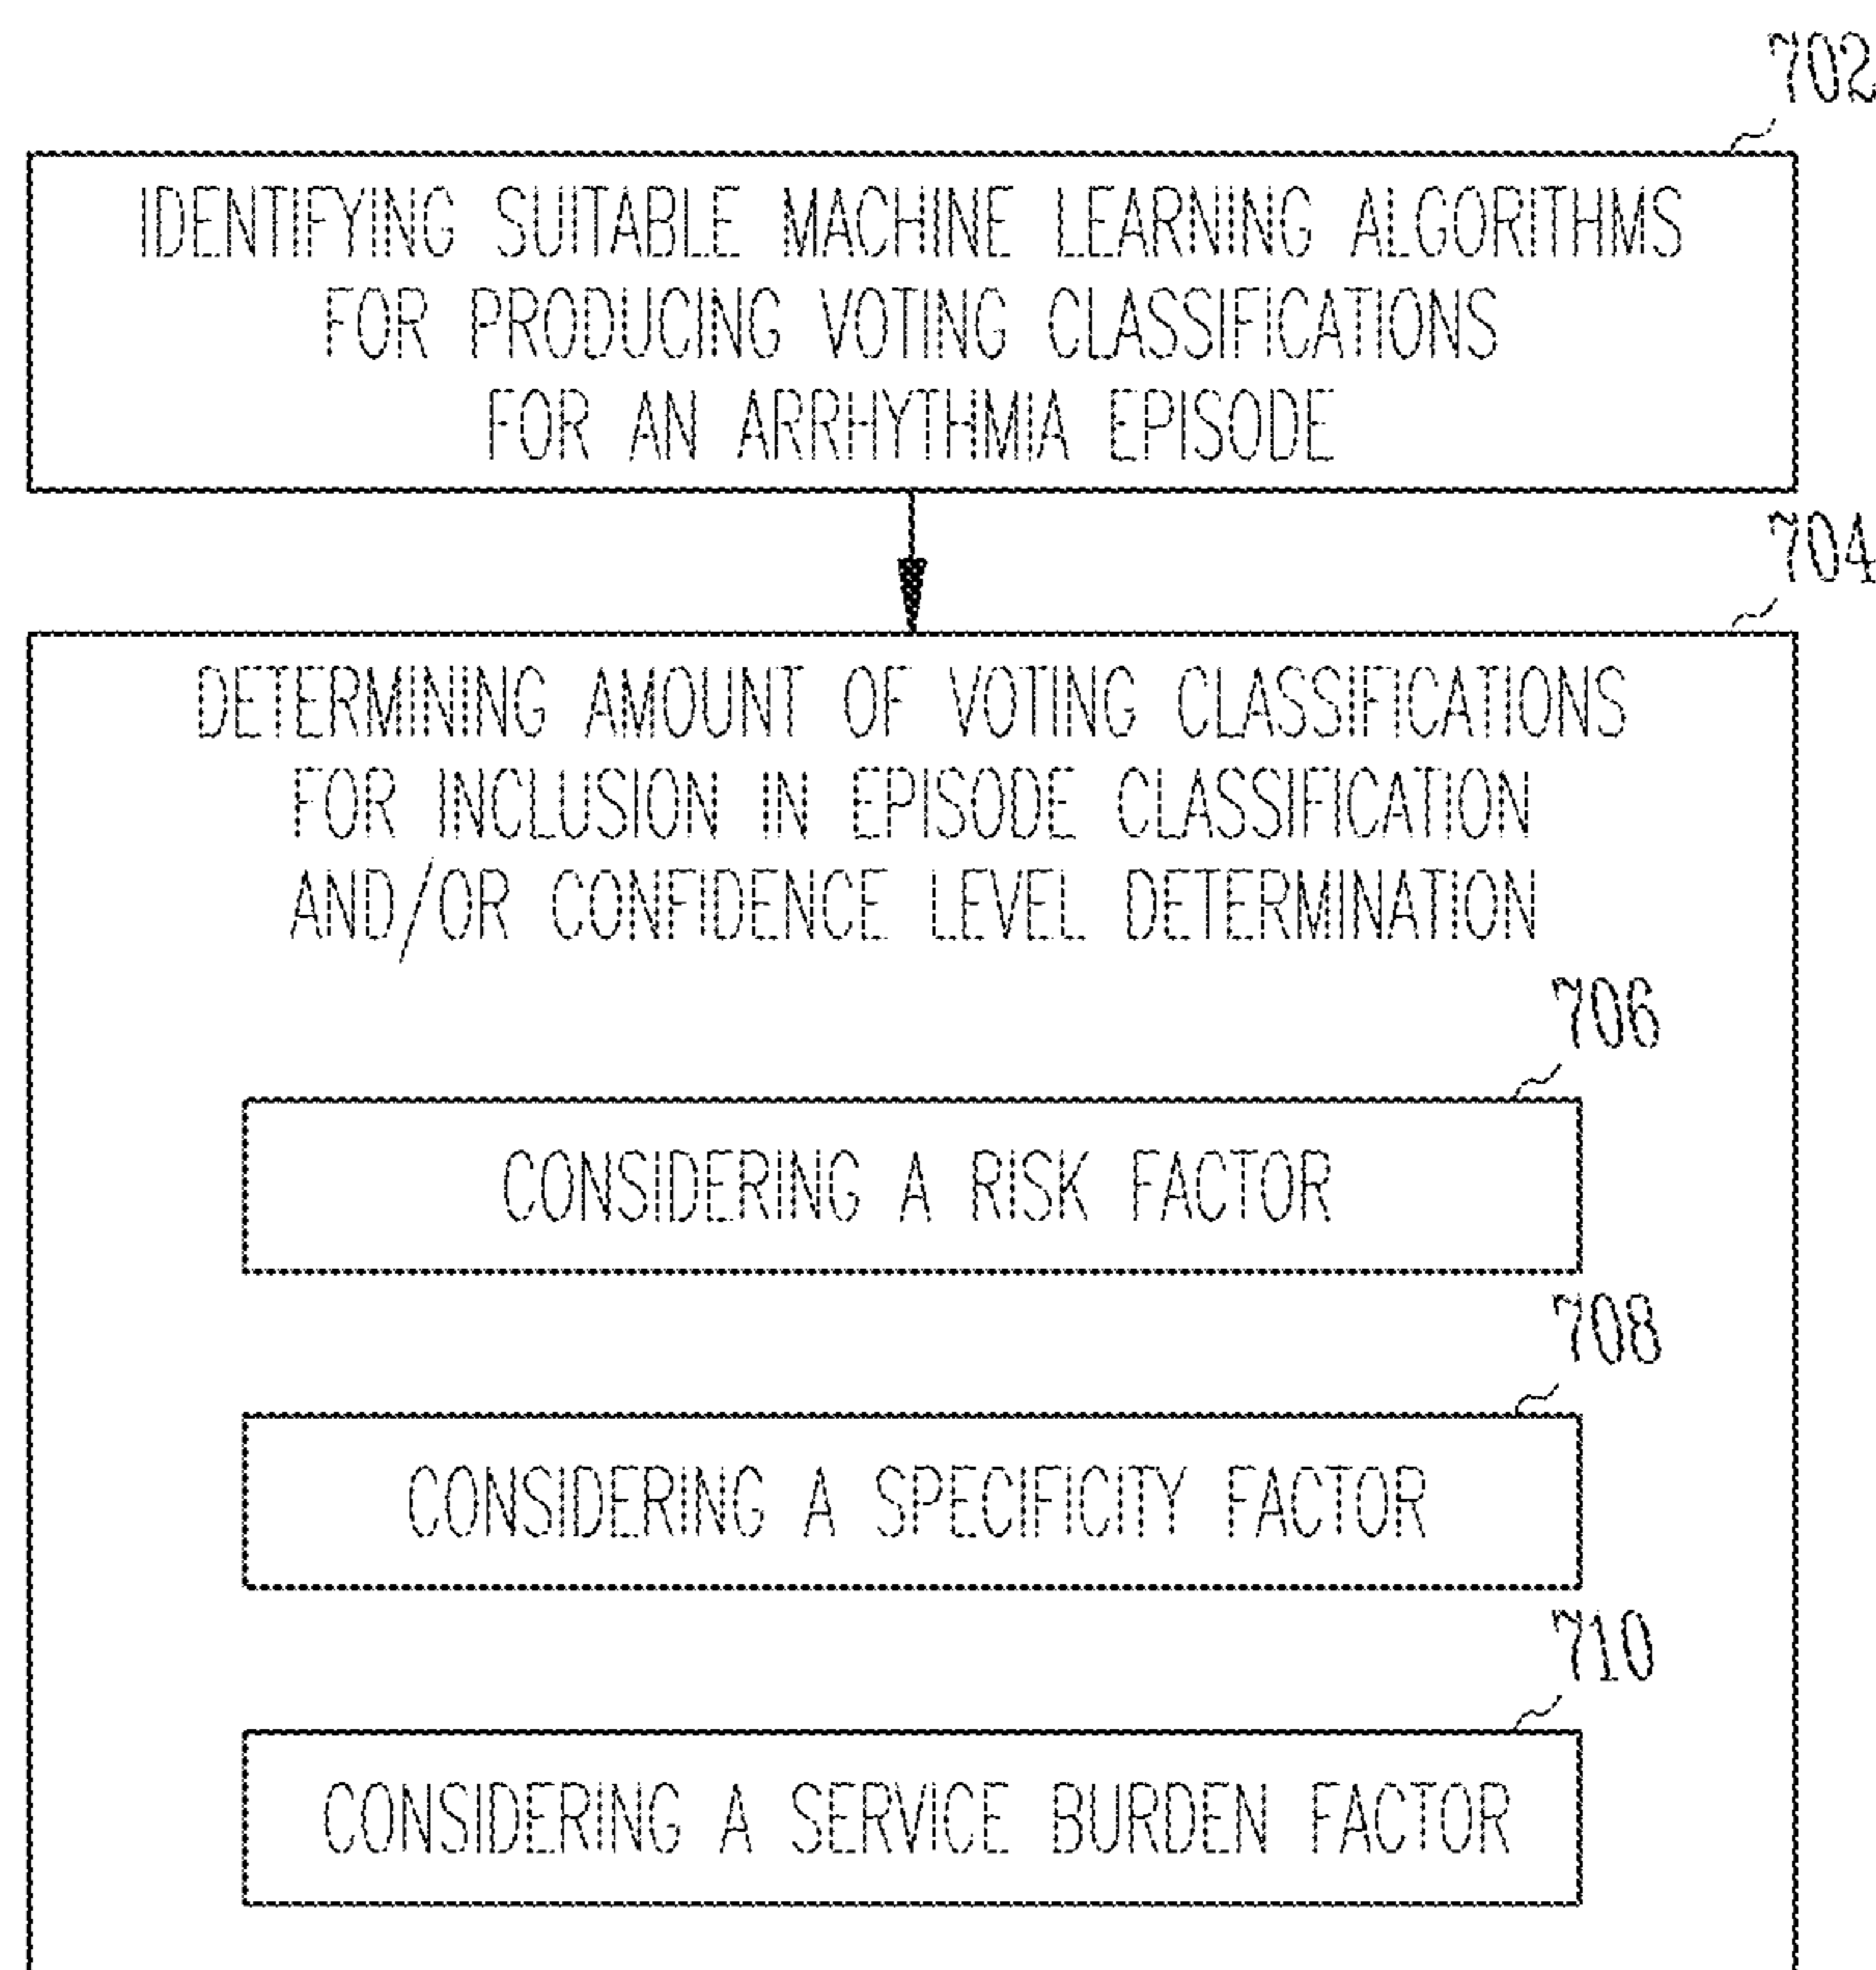 702
IDENTIFYING SUITABLE MACHINE LEARNING ALGORITHMS
FOR PRODUCING VOTING CLASSIFICATIONS
FOR AN ARRHYTHMIA EPISODE
704
DETERMINING AMOUNT OF VOTING CLASSIFICATIONS
FOR INCLUSION IN EPISODE CLASSIFICATION
AND/OR CONFIDENCE LEVEL DETERMINATION
706
CONSIDERING A RISK FACTOR
708
CONSIDERING A SPECIFICITY FACTOR
710
CONSIDERING A SERVICE BURDEN FACTOR